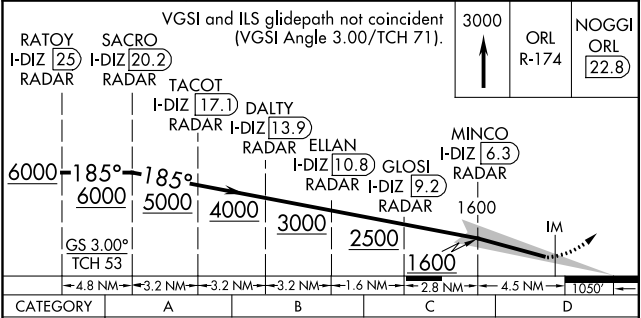 VGSI and ILS glidepath not coincident
(VGSI Angle 3.00/TCH 71).
3000
ORL
R-174
NOGGI
ORL
22.8
RATOY
I-DIZ 25
RADAR
SACRO
I-DIZ 20.2
RADAR
TACOT
I-DIZ 17.1
RADAR
DALTY
I-DIZ 13.9
RADAR
ELLAN
I-DIZ 10.8
RADAR
GLOSI
I-DIZ 9.2
RADAR
MINCO
I-DIZ 6.3
RADAR
6000 185° 185°
6000 5000 4000 3000 2500 1600
1600
IM
GS 3.00°
TCH 53
4.8 NM 3.2 NM 3.2 NM 3.2 NM 1.6 NM 2.8 NM 4.5 NM 1050'
CATEGORY A B C D